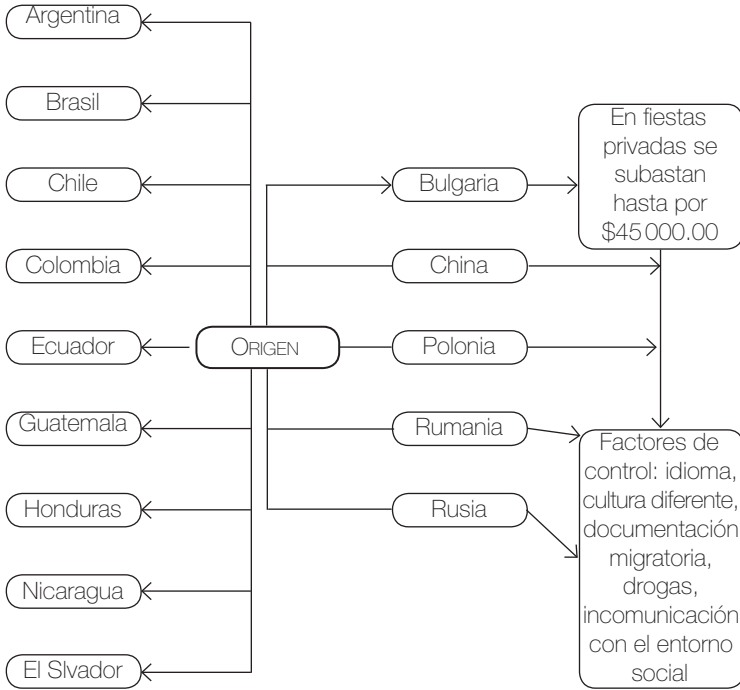 Argentina
Brasil
Chile
Colombia
Ecuador
Guatemala
Honduras
Nicaragua
El Slvador
ORIGEN
Bulgaria
China
Polonia
Rumania
Rusia
En fiestas
privadas se
subastan
hasta por
$45 000.00
Factores de
control: idioma,
cultura diferente,
documentación
migratoria,
drogas,
incomunicación
con el entorno
social